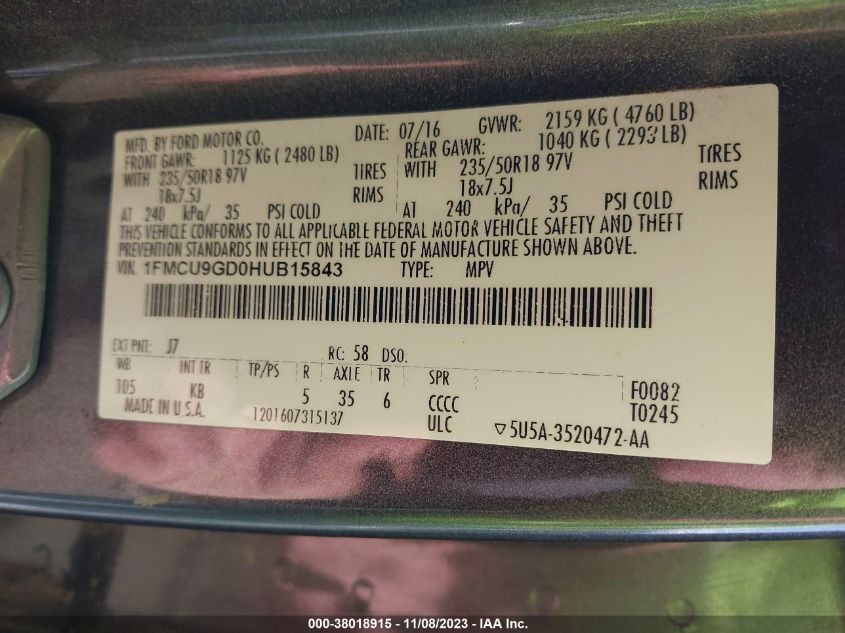 MFD. BY FORD MOTOR CO. DATE: 07/16 GVWR: 2159 KG ( 4760 LB)
FRONT GAWR: 1125 KG ( 2480 LB) REAR GAWR: 1040 KG ( 2293 LB)
WITH 235/50R18 97V TIRES WITH 235/50R18 97V TIRES
18x7.5J RIMS 18x7.5J RIMS
AT 240 kPa/ 35 PSI COLD AT 240 kPa/ 35 PSI COLD
THIS VEHICLE CONFORMS TO ALL APPLICABLE FEDERAL MOTOR VEHICLE SAFETY AND THEFT
PREVENTION STANDARDS IN EFFECT ON THE DATE OF MANUFACTURE SHOWN ABOVE.
VIN: 1FMCU9GD0HUB15843 TYPE: MPV
EXT PNT: J7 RC: 58 DSO:
WB INT TR TP/PS R AXLE TR SPR
105 KB 5 35 6 CCCC F0082
MADE IN U.S.A. 1201607315137 ULC T0245
▽5U5A-3520472-AA
000-38018915 - 11/08/2023 - IAA Inc.